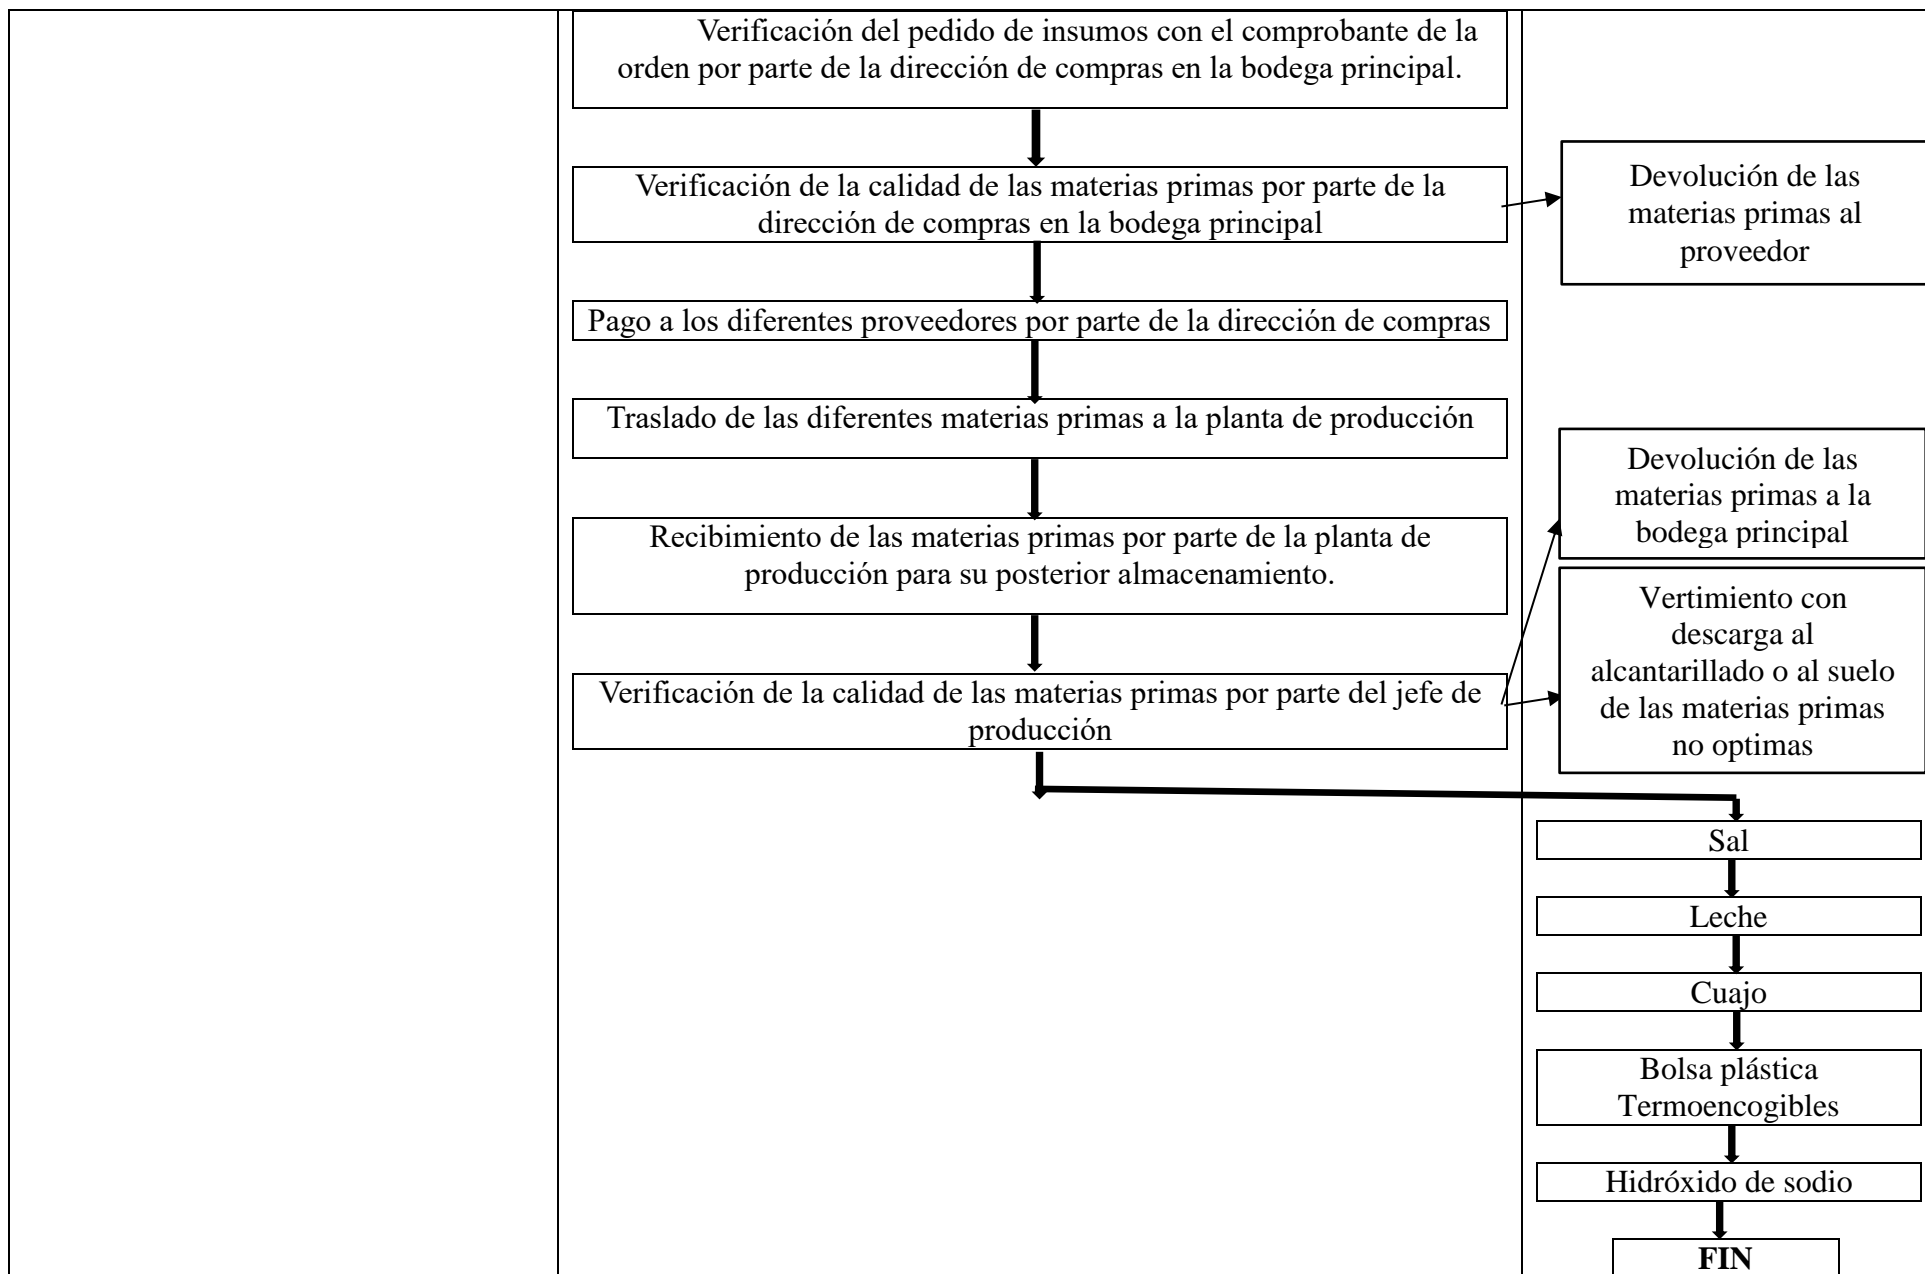 Verificación del pedido de insumos con el comprobante de la
orden por parte de la dirección de compras en la bodega principal.
Verificación de la calidad de las materias primas por parte de la
dirección de compras en la bodega principal
Devolución de las
materias primas al
proveedor
Pago a los diferentes proveedores por parte de la dirección de compras
Traslado de las diferentes materias primas a la planta de producción
Recibimiento de las materias primas por parte de la planta de
producción para su posterior almacenamiento.
Devolución de las
materias primas a la
bodega principal
Verificación de la calidad de las materias primas por parte del jefe de
producción
Vertimiento con
descarga al
alcantarillado o al suelo
de las materias primas
no optimas
Sal
Leche
Cuajo
Bolsa plástica
Termoencogibles
Hidróxido de sodio
FIN